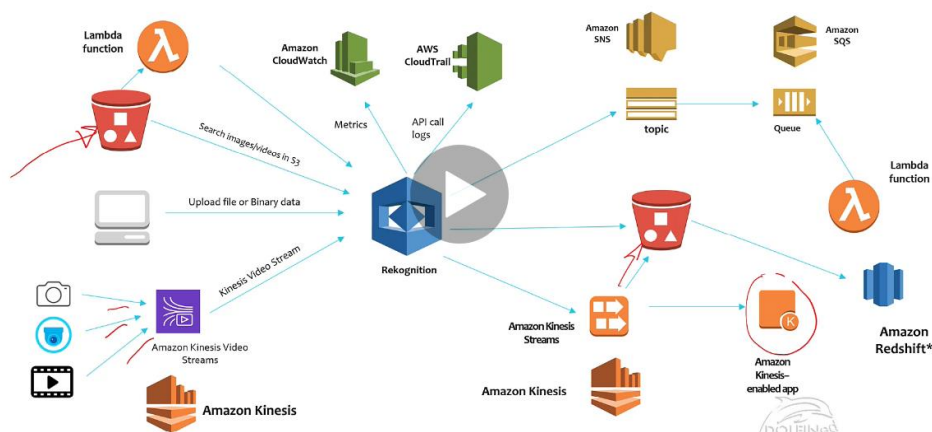 Lambda
function
Amazon
CloudWatch
AWS
CloudTrail
Amazon
SNS
Amazon
SQS
Metrics
API call
logs
topic
Queue
Search images/videos in S3
Lambda
function
Upload file or Binary data
Rekognition
Kinesis Video Stream
Amazon Kinesis
Streams
Amazon Kinesis Video
Streams
K
Amazon
Kinesis–
enabled app
Amazon
Redshift*
Amazon Kinesis
Amazon Kinesis